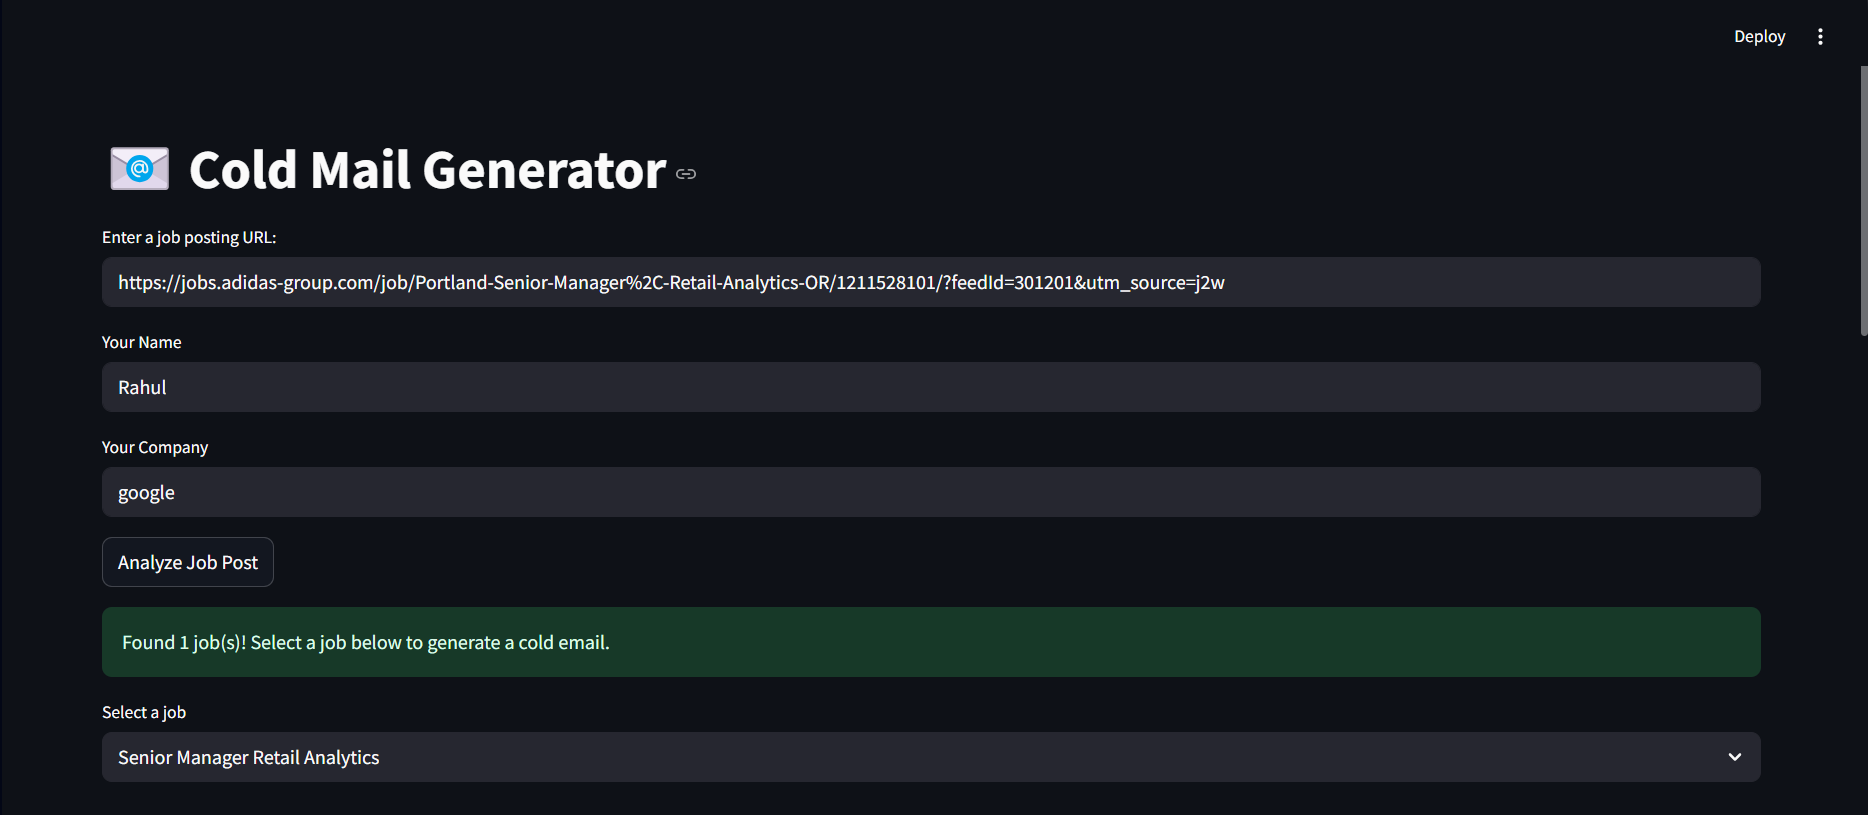 Deploy
@ Cold Mail Generator
Enter a job posting URL:
https://jobs.adidas-group.com/job/Portland-Senior-Manager%2C-Retail-Analytics-OR/1211528101/?feedId=301201&utm_source=j2w
Your Name
Rahul
Your Company
google
Analyze Job Post
Found 1 job(s)! Select a job below to generate a cold email.
Select a job
Senior Manager Retail Analytics